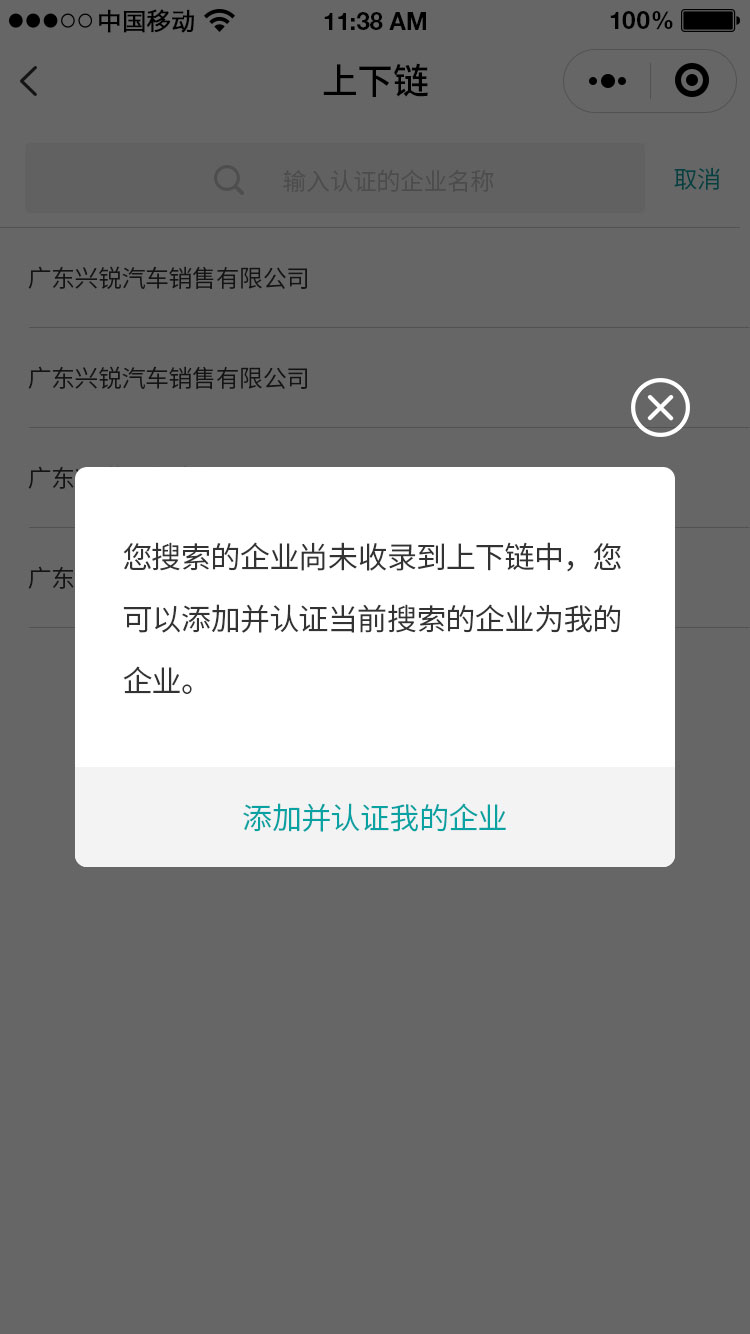 中国移动 11:38 AM 100%
上下链
输入认证的企业名称 取消
广东兴锐汽车销售有限公司
广东兴锐汽车销售有限公司
广东
广东
您搜索的企业尚未收录到上下链中，您
可以添加并认证当前搜索的企业为我的
企业。
添加并认证我的企业